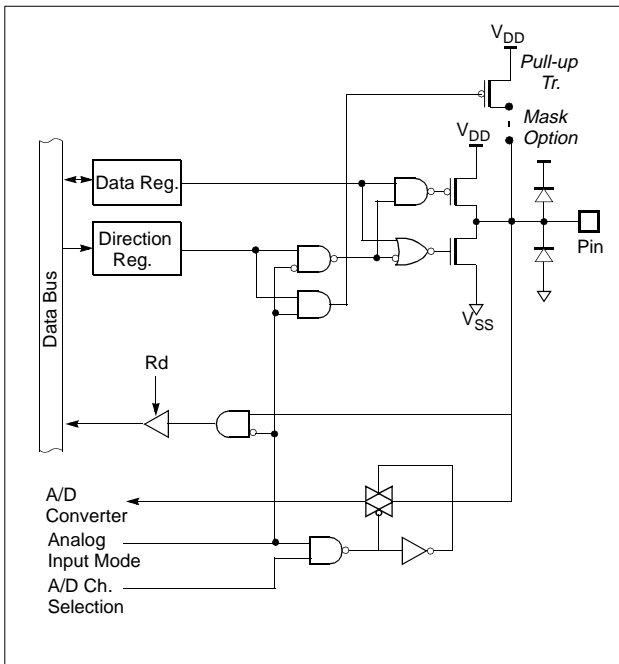 VDD
Pull-up
Tr.
Mask
Option
VDD
Data Reg.
Direction
Reg.
Pin
Data Bus
VSS
Rd
A/D
Converter
Analog
Input Mode
A/D Ch.
Selection